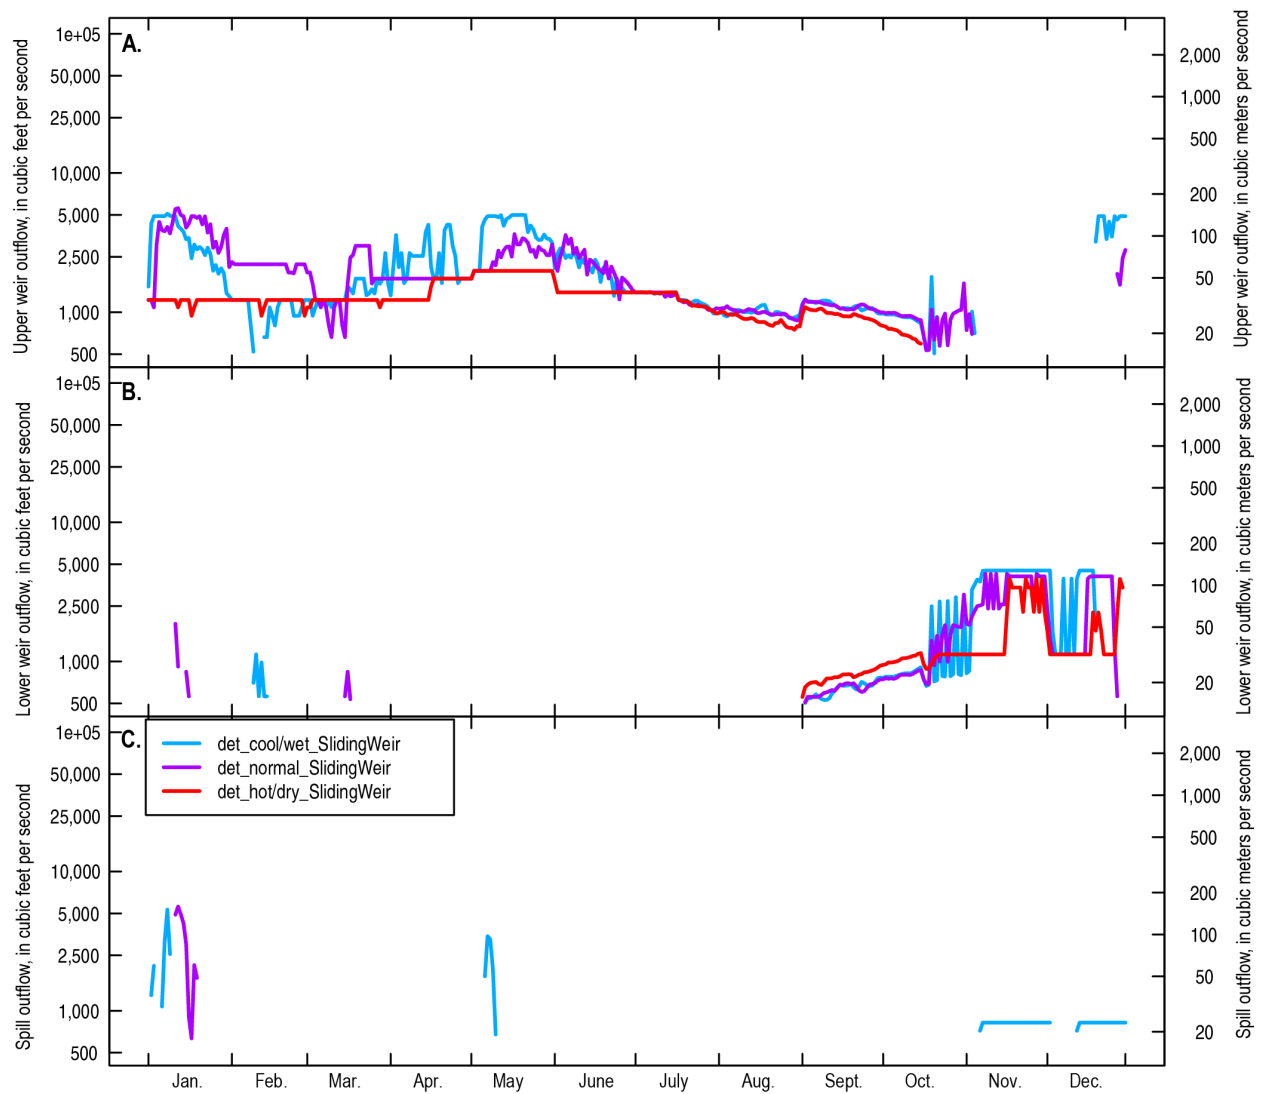 A.
Upper weir outflow, in cubic feet per second
1e+05
50,000
25,000
10,000
5,000
2,500
1,000
500
2,000
1,000
500
200
100
50
20
Upper weir outflow, in cubic meters per second
B.
Lower weir outflow, in cubic feet per second
1e+05
50,000
25,000
10,000
5,000
2,500
1,000
500
2,000
1,000
500
200
100
50
20
Lower weir outflow, in cubic meters per second
C.
Spill outflow, in cubic feet per second
1e+05
50,000
25,000
10,000
5,000
2,500
1,000
500
det_cool/wet_SlidingWeir
det_normal_SlidingWeir
det_hot/dry_SlidingWeir
2,000
1,000
500
200
100
50
20
Spill outflow, in cubic meters per second
Jan. Feb. Mar. Apr. May June July Aug. Sept. Oct. Nov. Dec.